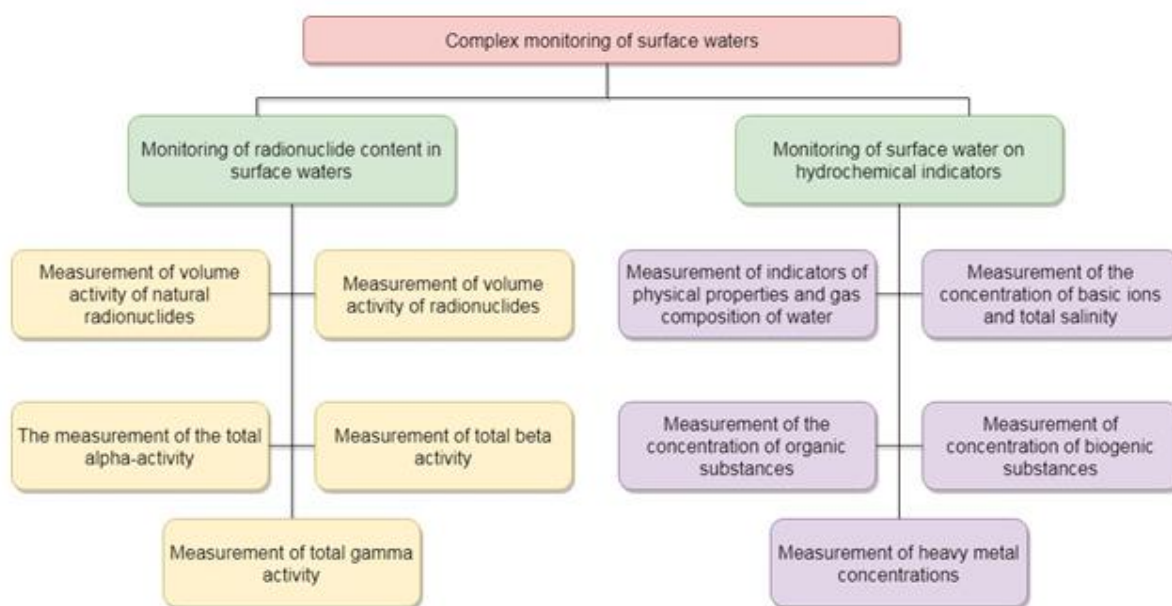 Complex monitoring of surface waters
Monitoring of radionuclide content in
surface waters
Monitoring of surface water on
hydrochemical indicators
Measurement of volume
activity of natural
radionuclides
Measurement of volume
activity of radionuclides
Measurement of indicators of
physical properties and gas
composition of water
Measurement of the
concentration of basic ions
and total salinity
The measurement of the total
alpha-activity
Measurement of total beta
activity
Measurement of the
concentration of organic
substances
Measurement of
concentration of biogenic
substances
Measurement of total gamma
activity
Measurement of heavy metal
concentrations